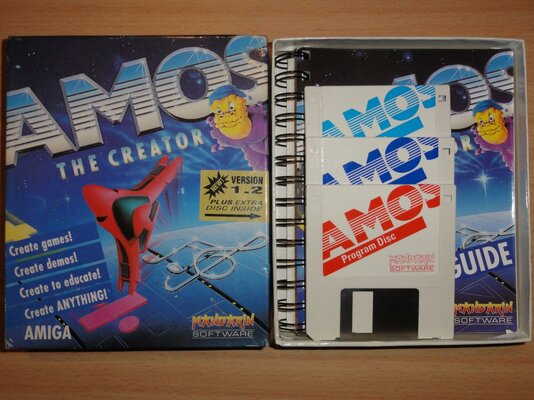 AMOS
THE CREATOR
VERSION
1.2
PLUS EXTRA
DISC INSIDE
Create games!
Create demos!
Create to educate!
Create ANYTHING!
AMIGA
MANDARIN
SOFTWARE
AMOS
AMOS
AMOS
Program Disc
MANDARIN
SOFTWARE
GUIDE
MANDARIN
SOFTWARE